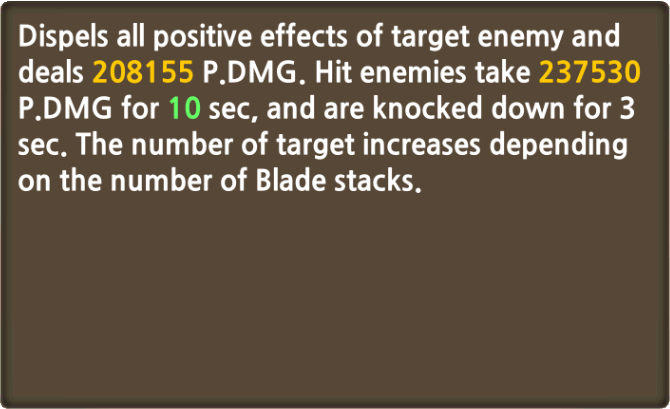 Dispels all positive effects of target enemy and
deals 208155 P.DMG. Hit enemies take 237530
P.DMG for 10 sec, and are knocked down for 3
sec. The number of target increases depending
on the number of Blade stacks.